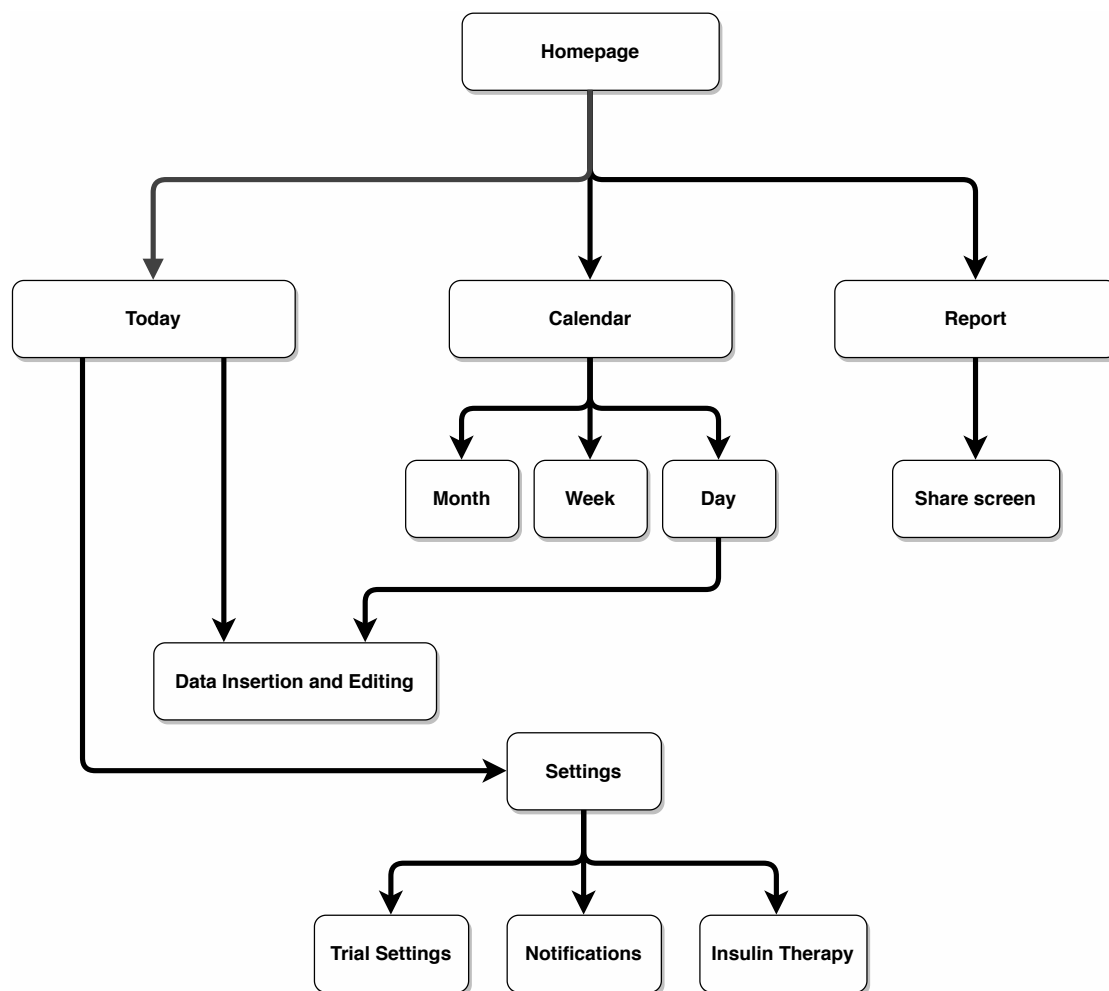 Homepage
Today
Calendar
Report
Month
Week
Day
Share screen
Data Insertion and Editing
Settings
Trial Settings
Notifications
Insulin Therapy